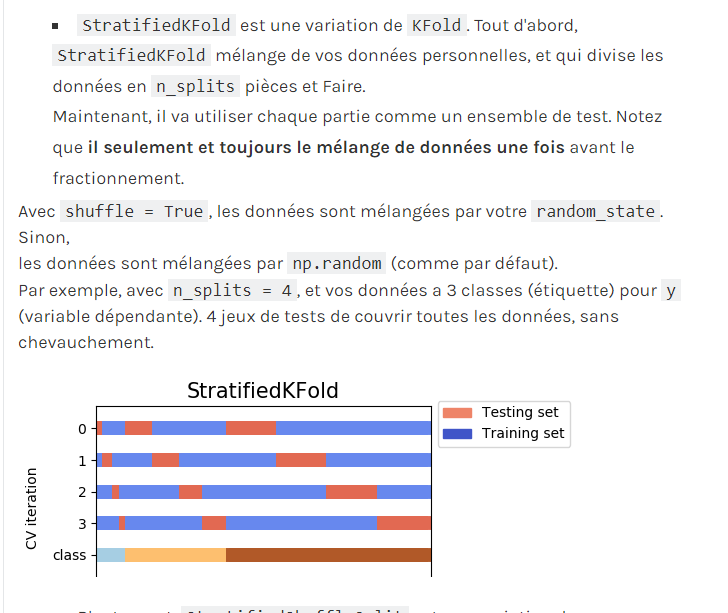 StratifiedKFold est une variation de KFold. Tout d'abord,
StratifiedKFold mélange de vos données personnelles, et qui divise les
données en n_splits pièces et Faire.
Maintenant, il va utiliser chaque partie comme un ensemble de test. Notez
que il seulement et toujours le mélange de données une fois avant le
fractionnement.
Avec shuffle = True, les données sont mélangées par votre random_state.
Sinon,
les données sont mélangées par np.random (comme par défaut).
Par exemple, avec n_splits = 4, et vos données a 3 classes (étiquette) pour y
(variable dépendante). 4 jeux de tests de couvrir toutes les données, sans
chevauchement.
StratifiedKFold
Testing set
Training set
0
1
2
3
class
CV iteration